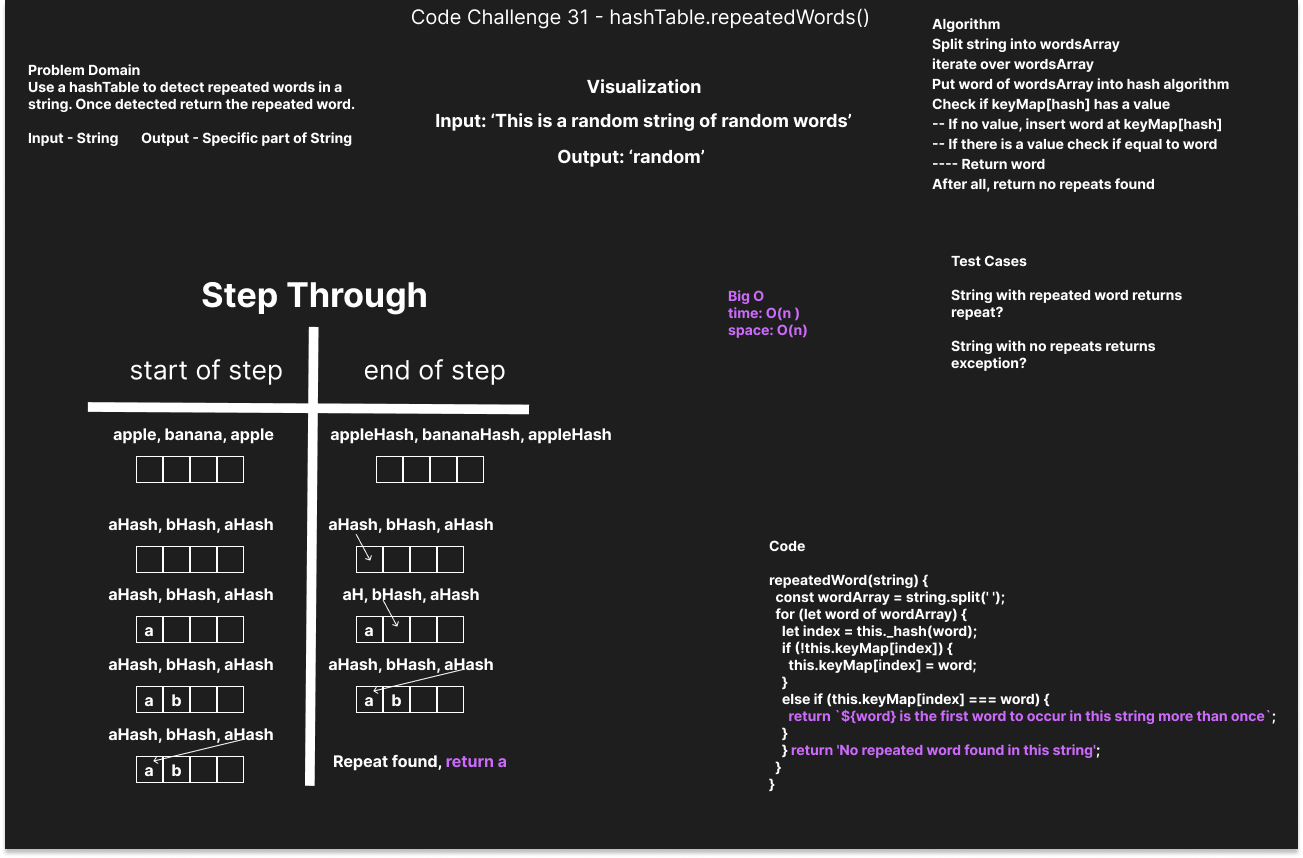 Code Challenge 31 - hashTable.repeatedWords()
Problem Domain
Use a hashTable to detect repeated words in a
string. Once detected return the repeated word.
Input - String Output - Specific part of String
Visualization
Input: ‘This is a random string of random words’
Output: ‘random’
Algorithm
Split string into wordsArray
iterate over wordsArray
Put word of wordsArray into hash algorithm
Check if keyMap[hash] has a value
-- If no value, insert word at keyMap[hash]
-- If there is a value check if equal to word
---- Return word
After all, return no repeats found
Test Cases
String with repeated word returns
repeat?
String with no repeats returns
exception?
Big O
time: O(n )
space: O(n)
Step Through
start of step
end of step
apple, banana, apple
appleHash, bananaHash, appleHash
aHash, bHash, aHash
aHash, bHash, aHash
aHash, bHash, aHash
aH, bHash, aHash
a
a
aHash, bHash, aHash
aHash, bHash, aHash
a b
a b
aHash, bHash, aHash
a b
Repeat found, return a
Code
repeatedWord(string) {
const wordArray = string.split(' ');
for (let word of wordArray) {
let index = this._hash(word);
if (!this.keyMap[index]) {
this.keyMap[index] = word;
}
else if (this.keyMap[index] === word) {
return `${word} is the first word to occur in this string more than once`;
}
} return 'No repeated word found in this string';
}
}